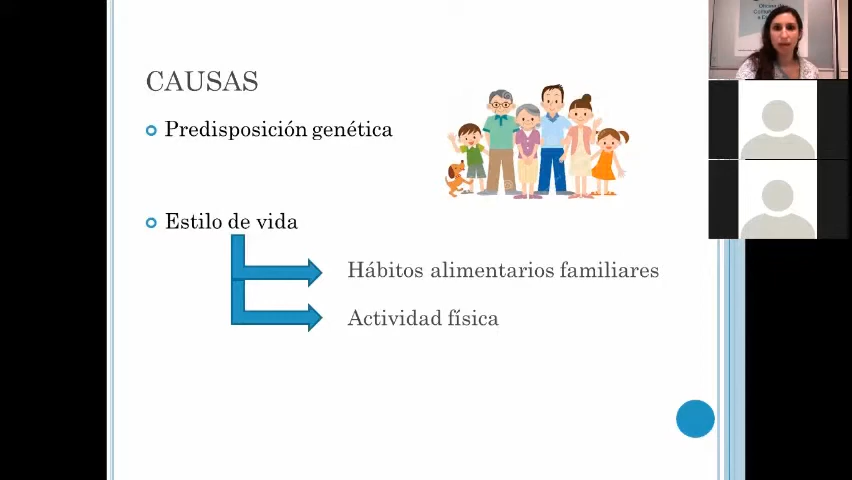 CAUSAS
Predisposición genética
Estilo de vida
Hábitos alimentarios familiares
Actividad física